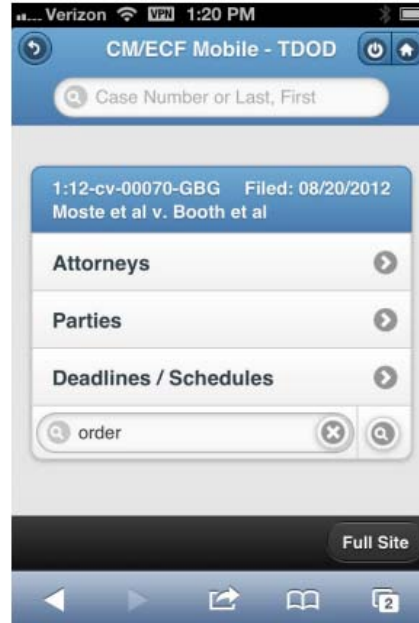 Verizon VPN 1:20 PM
CM/ECF Mobile - TDOD
Case Number or Last, First
1:12-cv-00070-GBG Filed: 08/20/2012
Moste et al v. Booth et al
Attorneys
Parties
Deadlines / Schedules
order
Full Site
2